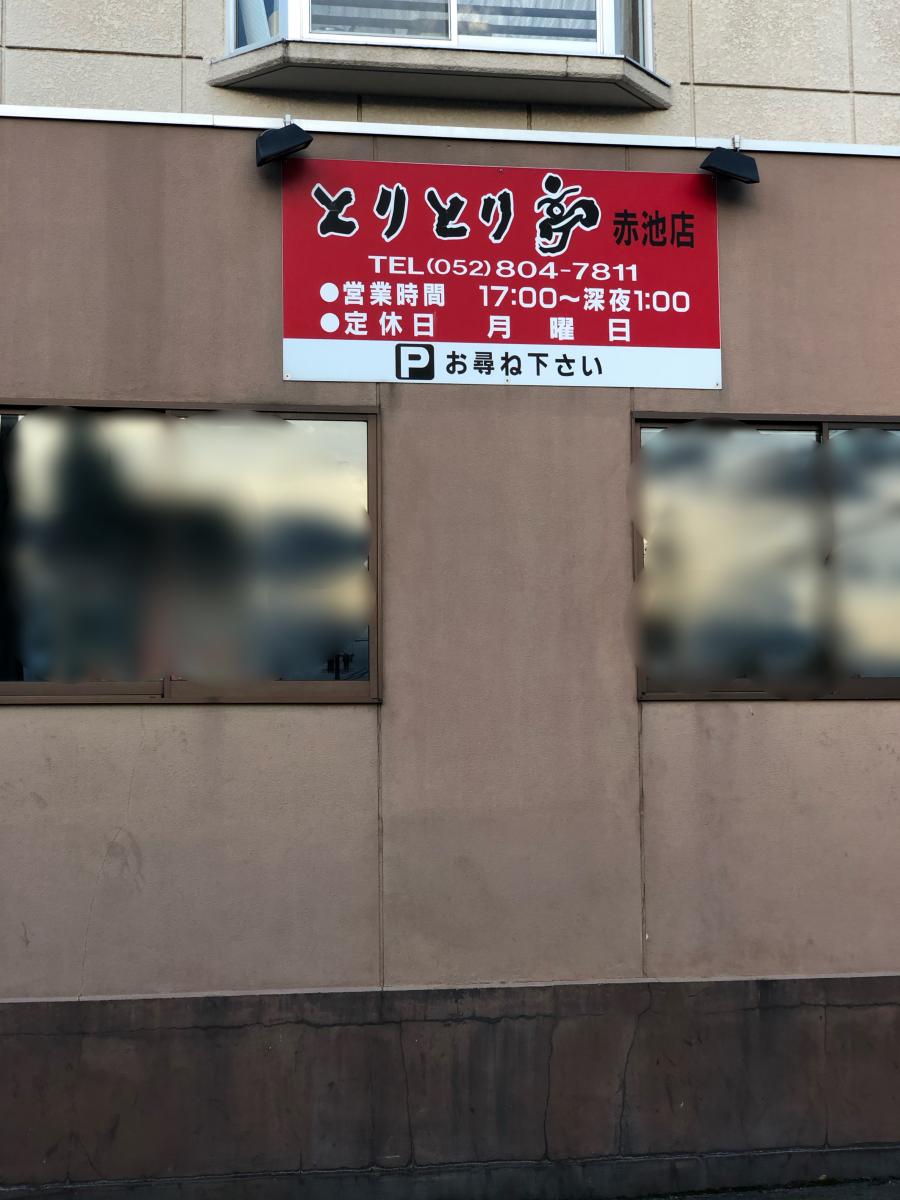 とりとり亭 赤池店
TEL(052)804-7811
●営業時間 17:00〜深夜1:00
●定休日 月曜日
P お尋ね下さい